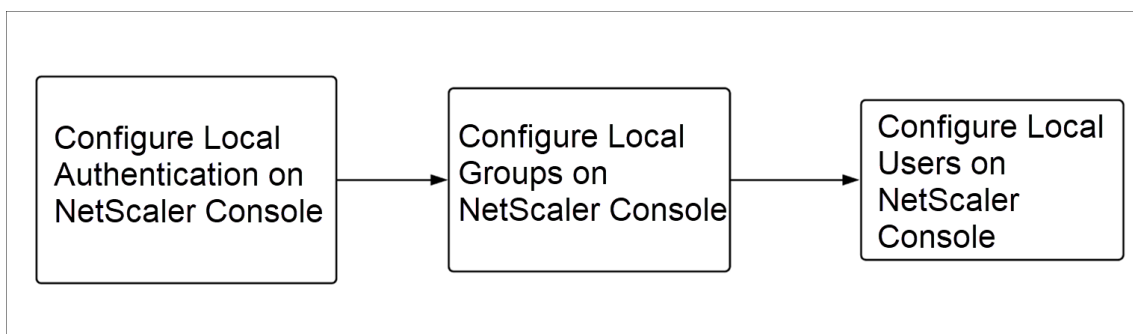 Configure Local
Authentication on
NetScaler Console
Configure Local
Groups on
NetScaler Console
Configure Local
Users on
NetScaler
Console